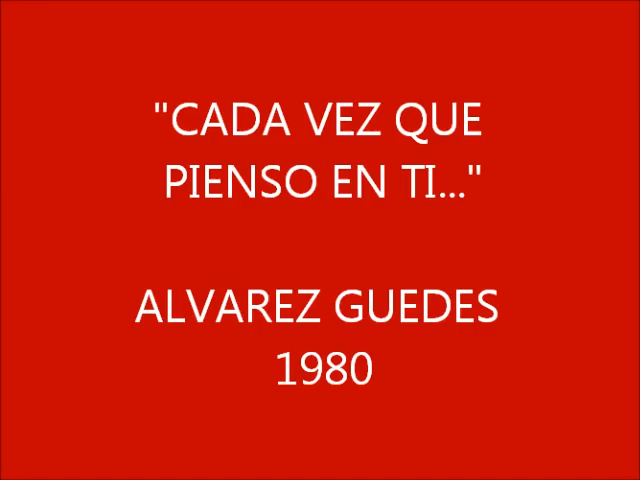 "CADA VEZ QUE
PIENSO EN TI..."
ALVAREZ GUEDES
1980